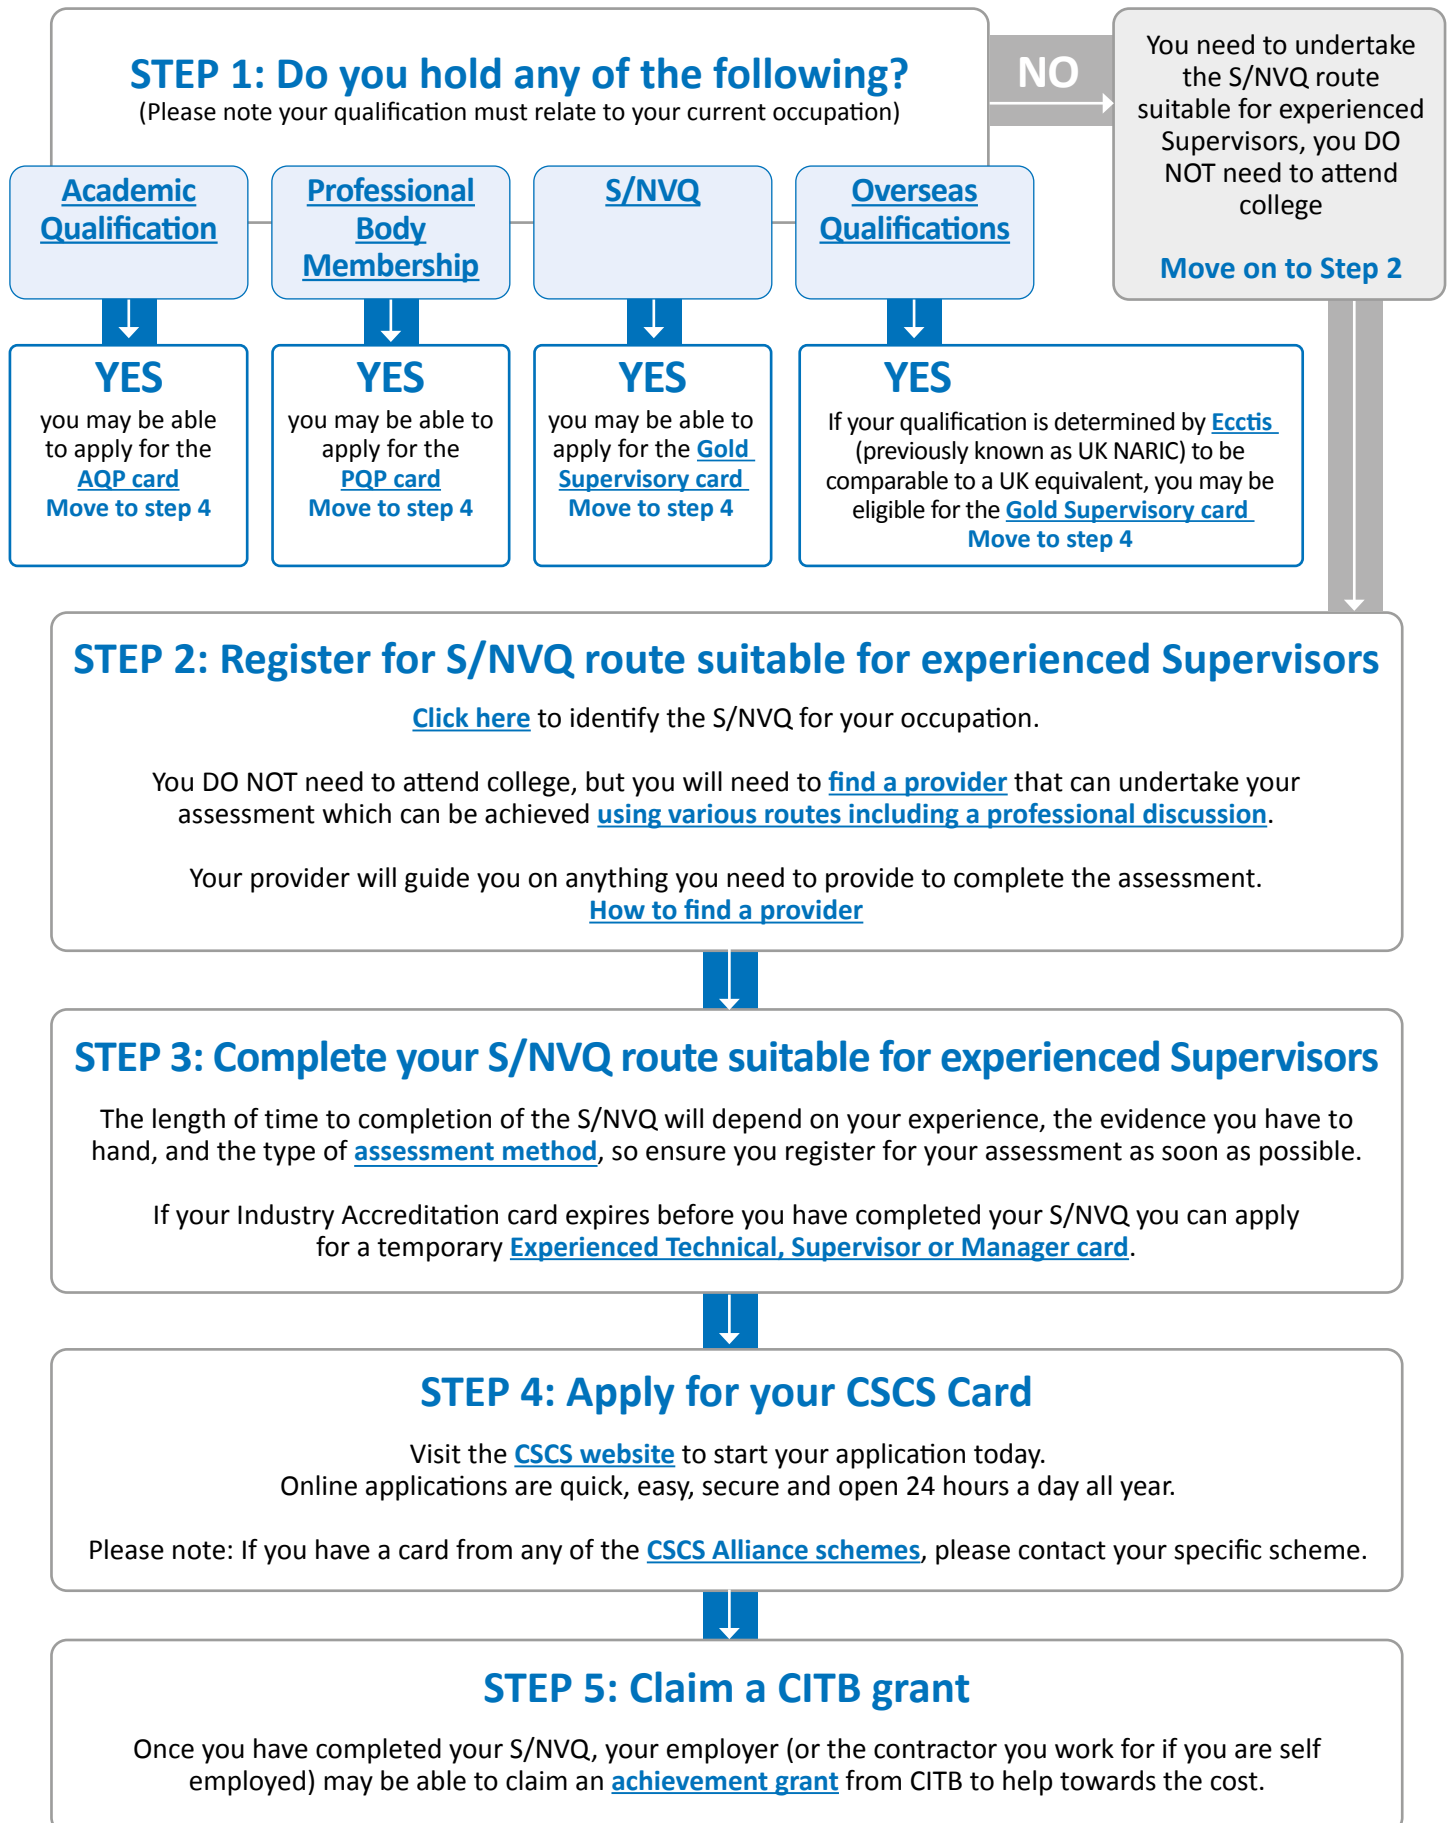 STEP 1: Do you hold any of the following?
(Please note your qualification must relate to your current occupation)
NO
You need to undertake
the S/NVQ route
suitable for experienced
Supervisors, you DO
NOT need to attend
college
Move on to Step 2
Academic
Qualification
Professional
Body
Membership
S/NVQ
Overseas
Qualifications
YES
you may be able
to apply for the
AQP card
Move to step 4
YES
you may be able to
apply for the
PQP card
Move to step 4
YES
you may be able to
apply for the Gold
Supervisory card
Move to step 4
YES
If your qualification is determined by Ecctis
(previously known as UK NARIC) to be
comparable to a UK equivalent, you may be
eligible for the Gold Supervisory card
Move to step 4
STEP 2: Register for S/NVQ route suitable for experienced Supervisors
Click here to identify the S/NVQ for your occupation.
You DO NOT need to attend college, but you will need to find a provider that can undertake your
assessment which can be achieved using various routes including a professional discussion.
Your provider will guide you on anything you need to provide to complete the assessment.
How to find a provider
STEP 3: Complete your S/NVQ route suitable for experienced Supervisors
The length of time to completion of the S/NVQ will depend on your experience, the evidence you have to
hand, and the type of assessment method, so ensure you register for your assessment as soon as possible.
If your Industry Accreditation card expires before you have completed your S/NVQ you can apply
for a temporary Experienced Technical, Supervisor or Manager card.
STEP 4: Apply for your CSCS Card
Visit the CSCS website to start your application today.
Online applications are quick, easy, secure and open 24 hours a day all year.
Please note: If you have a card from any of the CSCS Alliance schemes, please contact your specific scheme.
STEP 5: Claim a CITB grant
Once you have completed your S/NVQ, your employer (or the contractor you work for if you are self
employed) may be able to claim an achievement grant from CITB to help towards the cost.